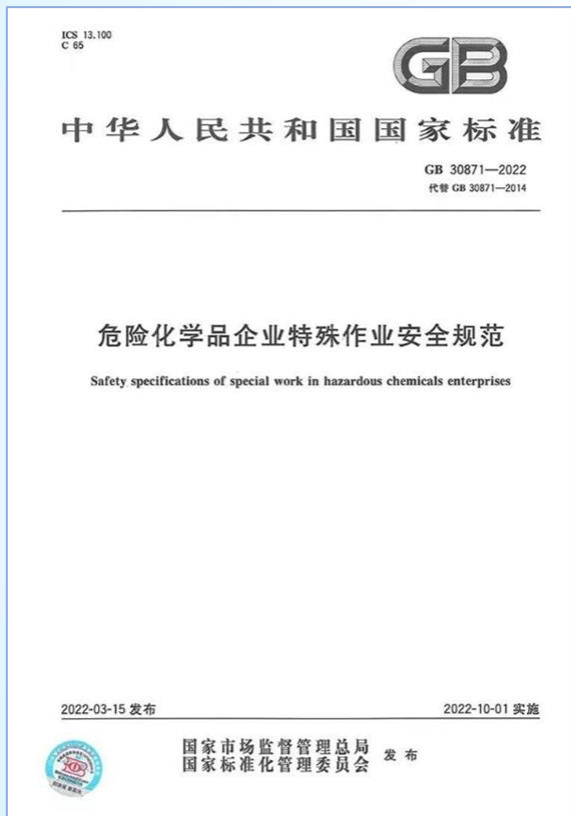 ICS 13.100
C 65
GB
中华人民共和国国家标准
GB 30871—2022
代替 GB 30871—2014
危险化学品企业特殊作业安全规范
Safety specifications of special work in hazardous chemicals enterprises
2022-03-15 发布
2022-10-01 实施
国家市场监督管理总局
国家标准化管理委员会
发布